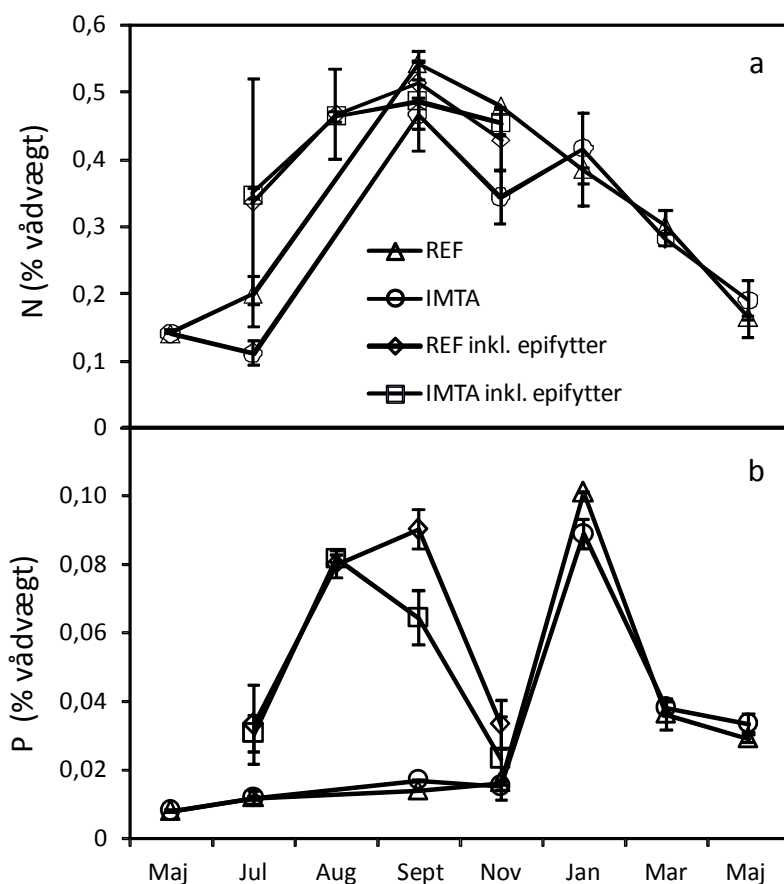 0,6
a
0,5
0,4
N (% vådvægt)
REF
0,3
IMTA
0,2
REF inkl. epifytter
0,1
IMTA inkl. epifytter
0
b
0,10
0,08
P (% vådvægt)
0,06
0,04
0,02
0
Maj Jul Aug Sept Nov Jan Mar Maj